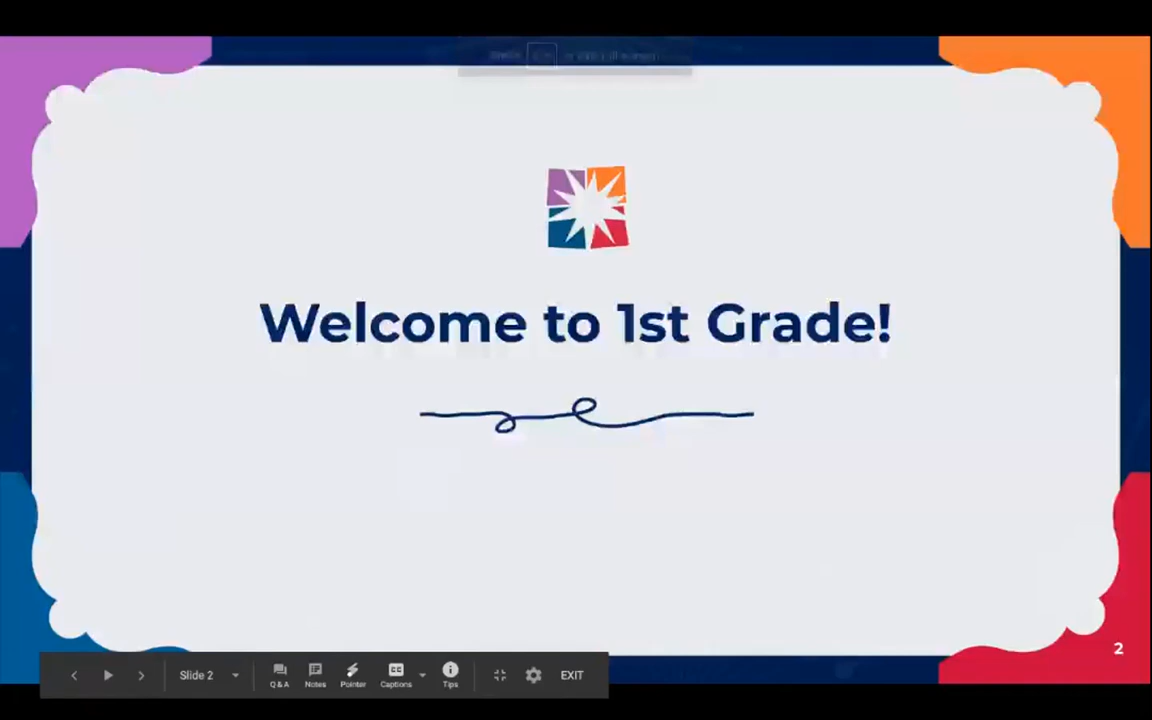 Welcome to 1st Grade!
2
Slide 2
Q & A
Notes
Pointer
Captions
Tips
EXIT